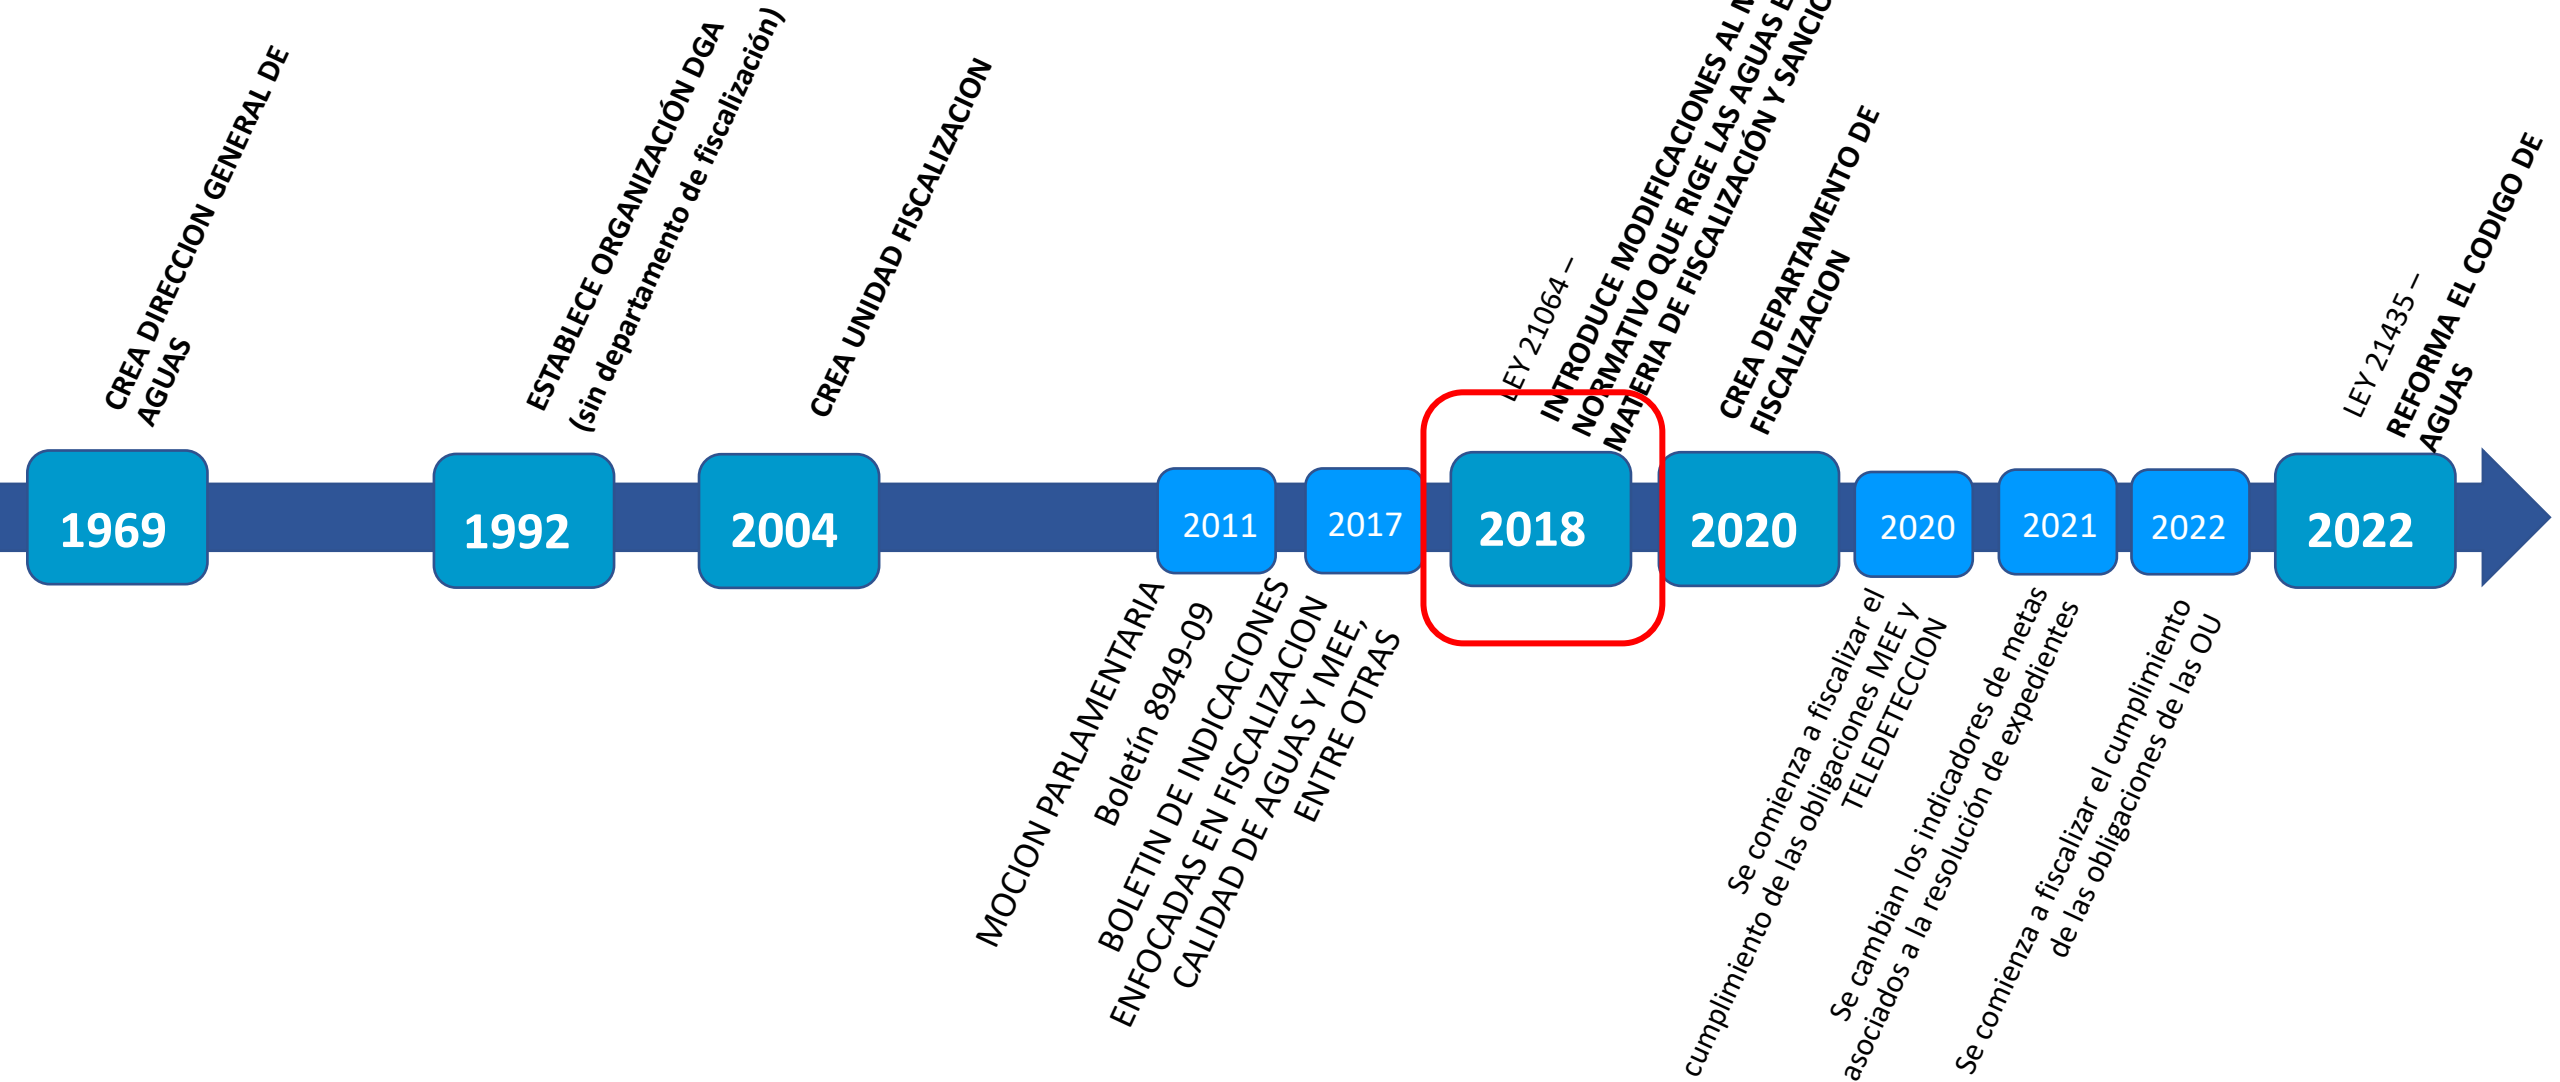 CREA DIRECCION GENERAL DE
AGUAS
ESTABLECE ORGANIZACIÓN DGA
(sin departamento de fiscalización)
CREA UNIDAD FISCALIZACION
LEY 21064 –
INTRODUCE MODIFICACIONES AL
NORMATIVO QUE RIGE LAS AGUAS
MATERIA DE FISCALIZACIÓN Y
CREA DEPARTAMENTO DE
FISCALIZACION
LEY 21435 –
REFORMA EL CODIGO DE
AGUAS
1969
1992
2004
2011
2017
2018
2020
2020
2021
2022
2022
MOCION PARLAMENTARIA
Boletín 8949-09
BOLETIN DE INDICACIONES
ENFOCADAS EN FISCALIZACION
CALIDAD DE AGUAS Y MEE,
ENTRE OTRAS
Se comienza a fiscalizar el
cumplimiento de las obligaciones MEE y
TELEDETECCION
Se cambian los indicadores de metas
asociados a la resolución de expedientes
Se comienza a fiscalizar el cumplimiento
de las obligaciones de las OU